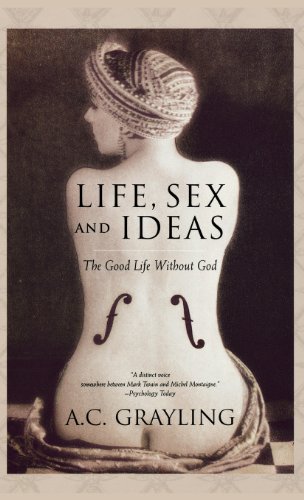 LIFE, SEX
AND IDEAS
The Good Life Without God
"A distinct voice
somewhere between Mark Twain and Michel Montaigne."
—Psychology Today
A.C. GRAYLING